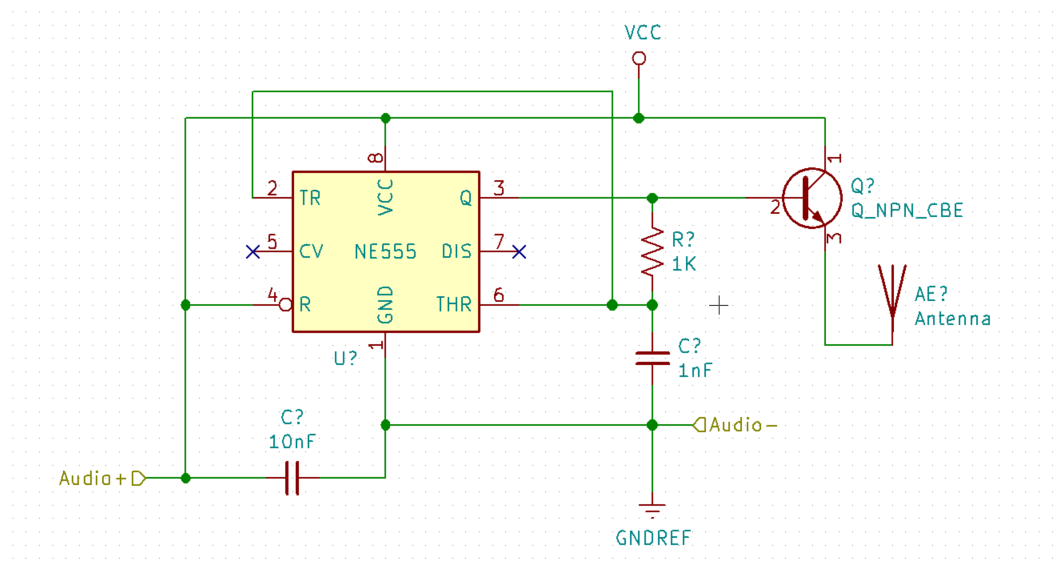 VCC
8
2
TR
VCC
Q
3
1
Q?
2
Q_NPN_CBE
5
CV
NE555
DIS
7
R?
1K
3
4
R
GND
THR
6
AE?
Antenna
1
U?
C?
1nF
C?
10nF
Audio-
Audio+
GNDREF